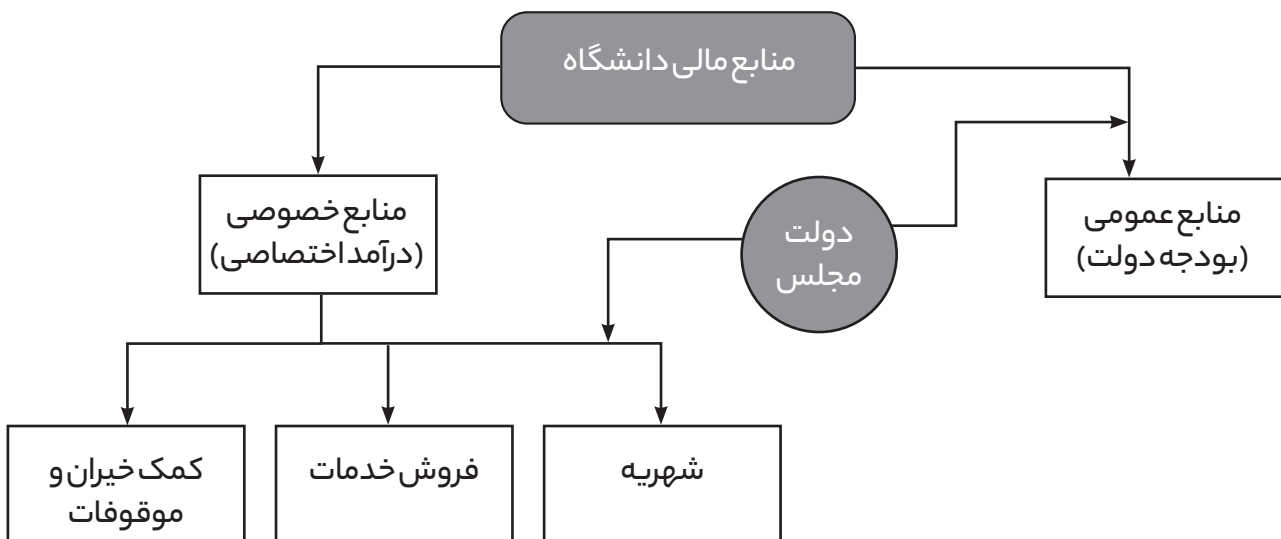 منابع مالی دانشگاه
منابع عمومی
(بودجه دولت)
دولت
مجلس
منابع خصوصی
(درآمد اختصاصی)
شهریه
فروش خدمات
کمک خیران و
موقوفات